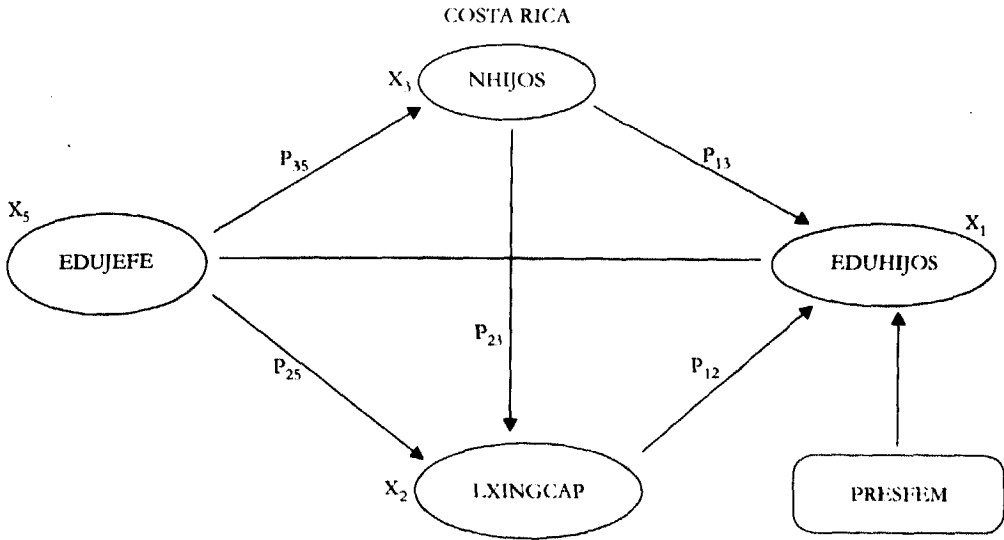 COSTA RICA
X₃
NHIJOS
P₃₅
P₁₃
X₅
EDUJEFE
X₁
EDUHIJOS
P₂₃
P₂₅
P₁₂
X₂
LXINGCAP
PRESFEM